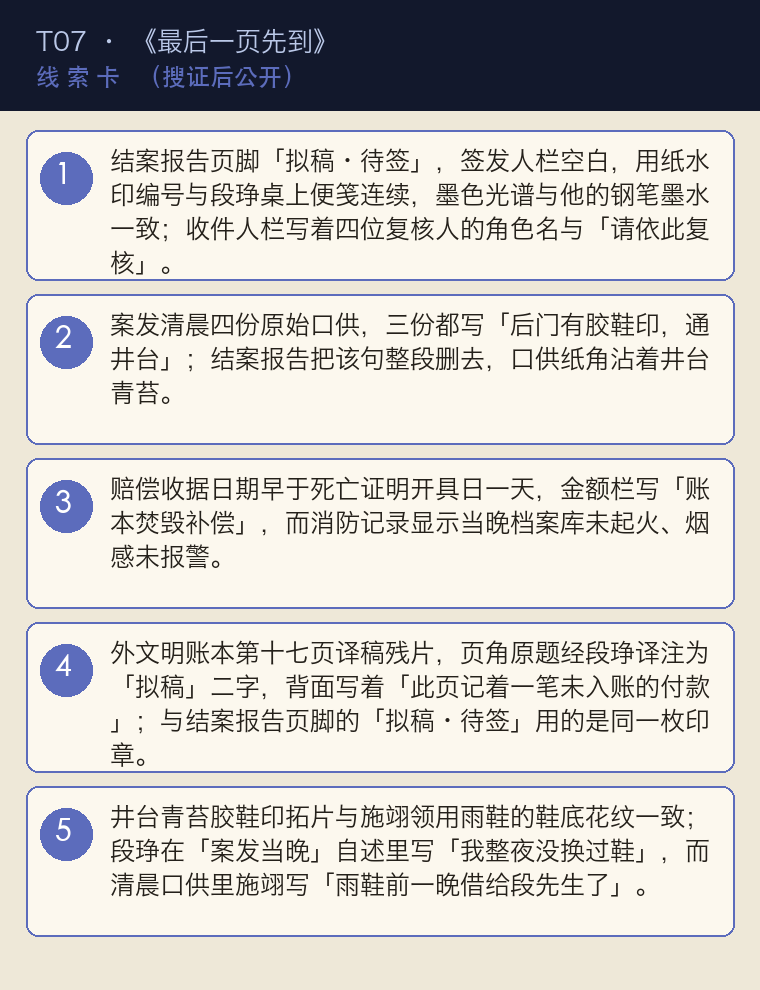 T07 · 《最后一页先到》
线索卡 （搜证后公开）
1
结案报告页脚「拟稿·待签」，签发人栏空白，用纸水
印编号与段琤桌上便笺连续，墨色光谱与他的钢笔墨水
一致；收件人栏写着四位复核人的角色名与「请依此复
核」。
2
案发清晨四份原始口供，三份都写「后门有胶鞋印，通
井台」；结案报告把该句整段删去，口供纸角沾着井台
青苔。
3
赔偿收据日期早于死亡证明开具日一天，金额栏写「账
本焚毁补偿」，而消防记录显示当晚档案库未起火、烟
感未报警。
4
外文明账本第十七页译稿残片，页角原题经段琤译注为
「拟稿」二字，背面写着「此页记着一笔未入账的付款
」；与结案报告页脚的「拟稿·待签」用的是同一枚印
章。
5
井台青苔胶鞋印拓片与施翊领用雨鞋的鞋底花纹一致；
段琤在「案发当晚」自述里写「我整夜没换过鞋」，而
清晨口供里施翊写「雨鞋前一晚借给段先生了」。